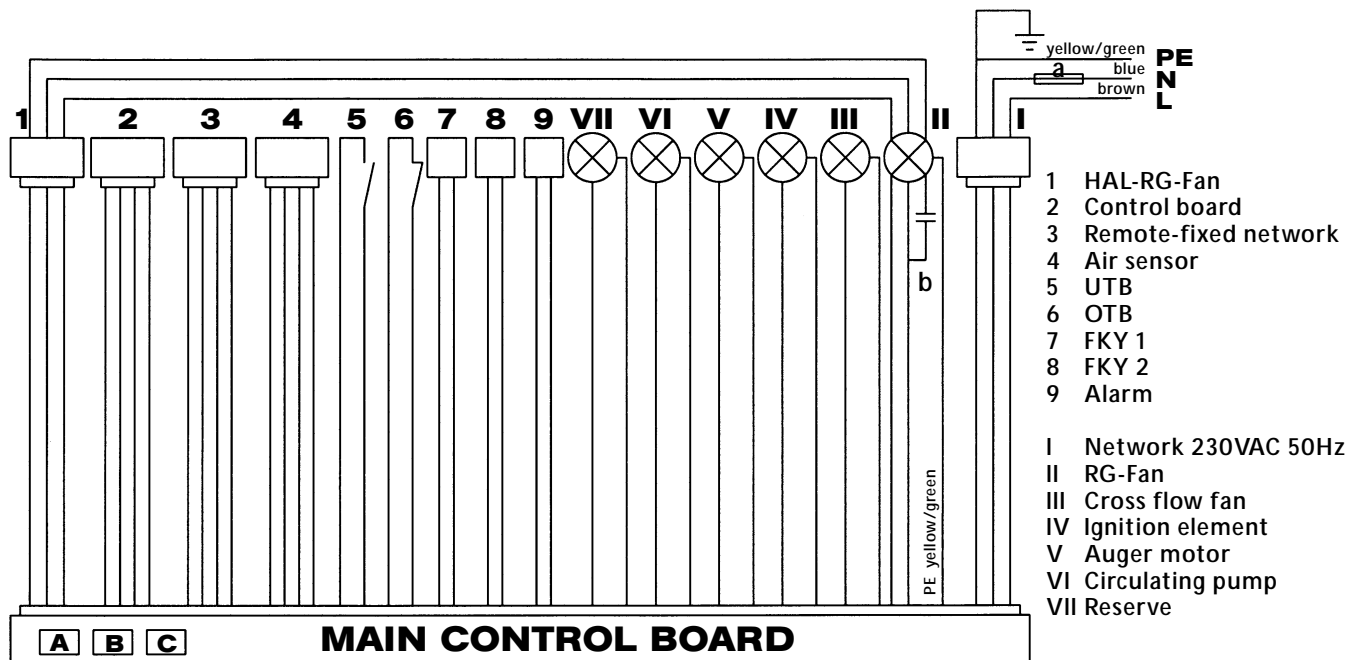 yellow/green PE
a blue N
brown L
1 2 3 4 5 6 7 8 9 VII VI V IV III II I
1 HAL-RG-Fan
2 Control board
3 Remote-fixed network
4 Air sensor
5 UTB
6 OTB
7 FKY 1
8 FKY 2
9 Alarm
b
I Network 230VAC 50Hz
II RG-Fan
III Cross flow fan
IV Ignition element
V Auger motor
VI Circulating pump
VII Reserve
PE yellow/green
A B C MAIN CONTROL BOARD